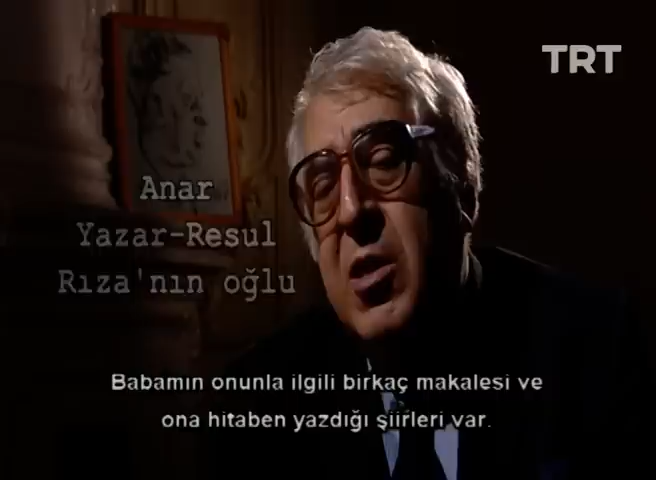 TRT
Anar
Yazar-Resul
Rıza'nın oğlu
Babamın onunla ilgili birkaç makalesi ve
ona hitaben yazdığı şiirleri var.